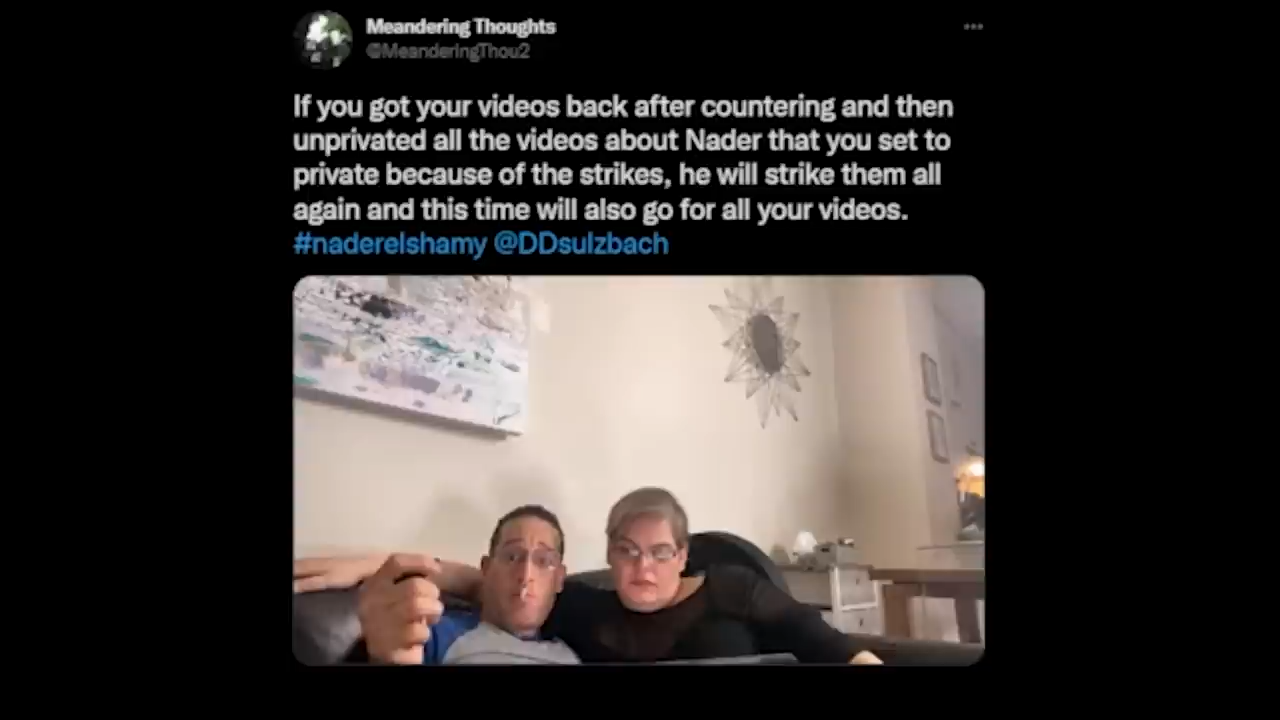 Meandering Thoughts
@MeanderingThou2
If you got your videos back after countering and then
unprivated all the videos about Nader that you set to
private because of the strikes, he will strike them all
again and this time will also go for all your videos.
#naderelshamy @DDsulzbach